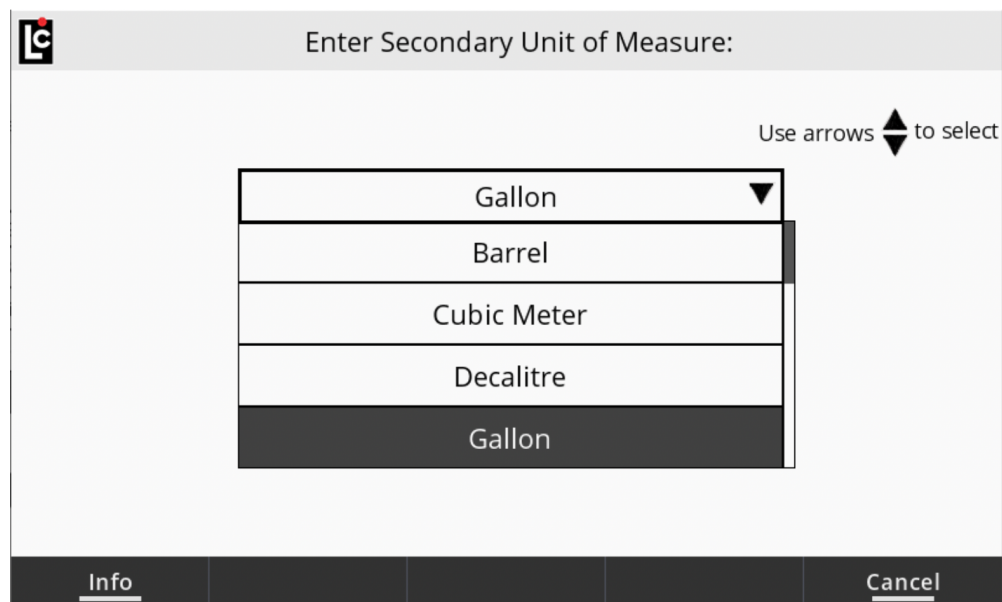 LC
Enter Secondary Unit of Measure:
Use arrows to select
Gallon
Barrel
Cubic Meter
Decalitre
Gallon
Info
Cancel